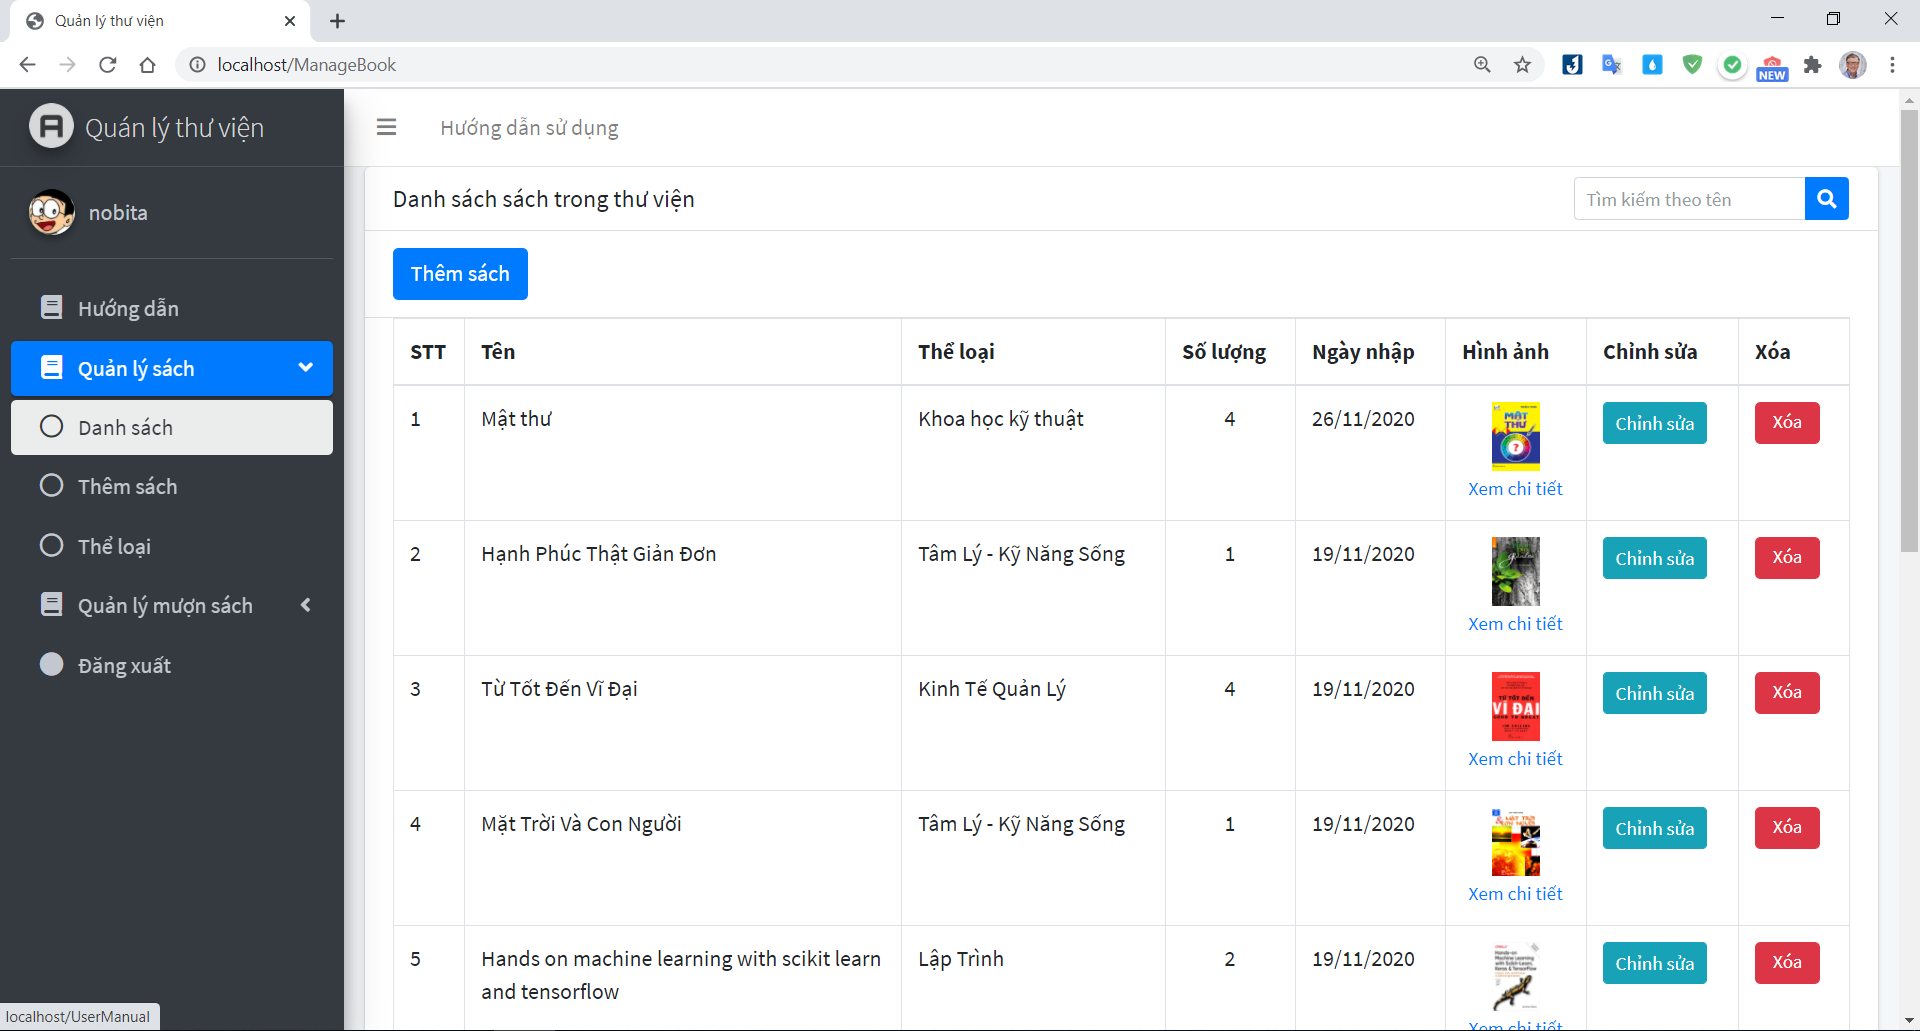 Quản lý thư viện
localhost/ManageBook
NEW
Quán lý thư viện
Hướng dẫn sử dụng
nobita
Hướng dẫn
Quản lý sách
Danh sách
Thêm sách
Thể loại
Quản lý mượn sách
Đăng xuất
Danh sách sách trong thư viện
Tìm kiếm theo tên
Thêm sách
STT Tên Thể loại Số lượng Ngày nhập Hình ảnh Chỉnh sửa Xóa
1 Mật thư Khoa học kỹ thuật 4 26/11/2020 Chỉnh sửa Xóa
MẬT THƯ
Xem chi tiết
2 Hạnh Phúc Thật Giản Đơn Tâm Lý - Kỹ Năng Sống 1 19/11/2020 Chỉnh sửa Xóa
Xem chi tiết
3 Từ Tốt Đến Vĩ Đại Kinh Tế Quản Lý 4 19/11/2020 Chỉnh sửa Xóa
TỪ TỐT ĐẾN
VĨ ĐẠI
Xem chi tiết
4 Mặt Trời Và Con Người Tâm Lý - Kỹ Năng Sống 1 19/11/2020 Chỉnh sửa Xóa
Xem chi tiết
5 Hands on machine learning with scikit learn Lập Trình 2 19/11/2020 Chỉnh sửa Xóa
and tensorflow
Xem chi tiết
localhost/UserManual